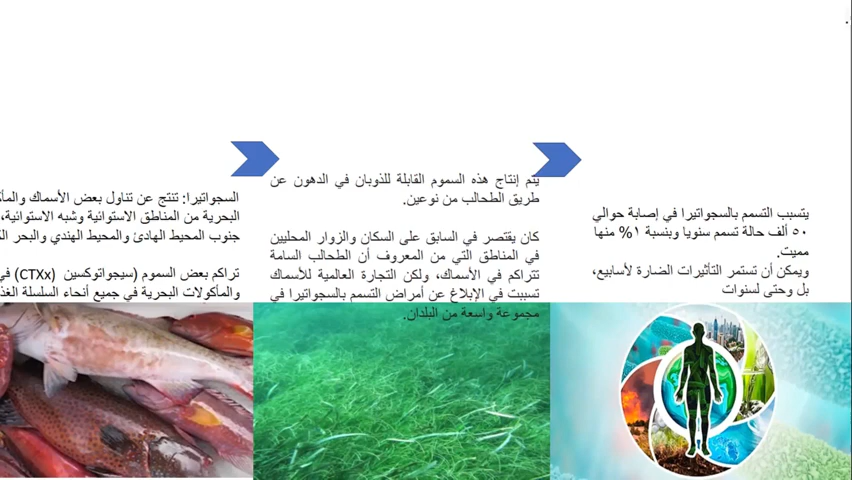 السجواتيرا: تنتج عن تناول بعض الأسماك
البحرية من المناطق الاستوائية وشبه الاستوائية،
جنوب المحيط الهادئ والمحيط الهندي والبحر
تراكم بعض السموم (سيجواتوكسين (CTXx) في
والمأكولات البحرية في جميع أنحاء السلسلة
يتم إنتاج هذه السموم القابلة للذوبان في الدهون عن
طريق الطحالب من نوعين.
كان يقتصر في السابق على السكان والزوار المحليين
في المناطق التي من المعروف أن الطحالب السامة
تتراكم في الأسماك، ولكن التجارة العالمية للأسماك
تسببت في الإبلاغ عن أمراض التسمم بالسجواتيرا في
مجموعة واسعة من البلدان.
يتسبب التسمم بالسجواتيرا في إصابة حوالي
٥٠ ألف حالة تسمم سنويا وبنسبة ١% منها
مميت.
ويمكن أن تستمر التأثيرات الضارة لأسابيع،
بل وحتى لسنوات